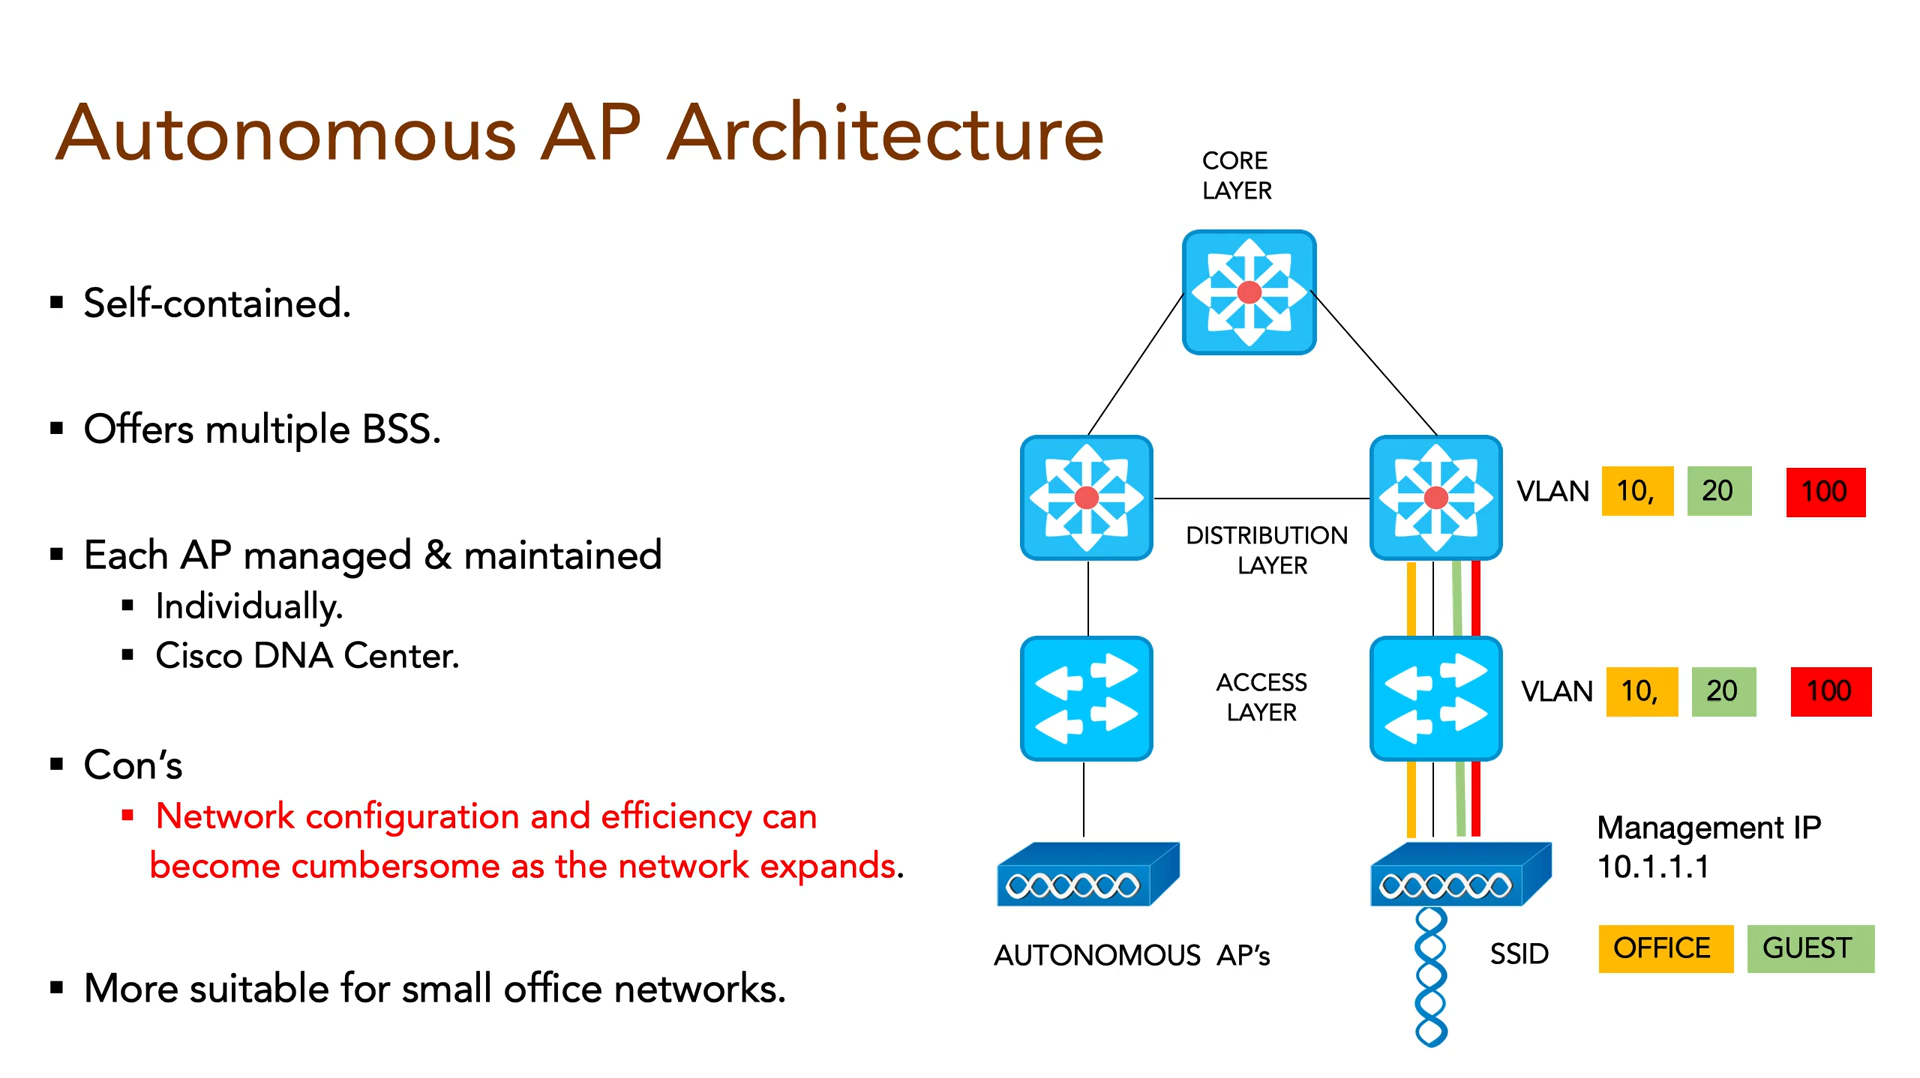 Autonomous AP Architecture
▪ Self-contained.
▪ Offers multiple BSS.
▪ Each AP managed & maintained
▪ Individually.
▪ Cisco DNA Center.
▪ Con’s
▪ Network configuration and efficiency can
become cumbersome as the network expands.
▪ More suitable for small office networks.
CORE
LAYER
VLAN 10, 20 100
DISTRIBUTION
LAYER
ACCESS
LAYER
VLAN 10, 20 100
Management IP
10.1.1.1
AUTONOMOUS AP’s
SSID OFFICE GUEST